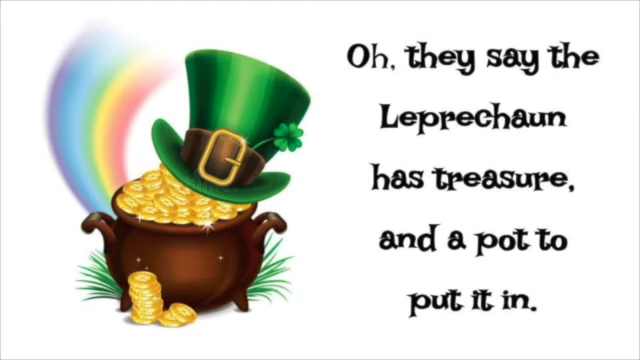 Oh, they say the
Leprechaun
has treasure,
and a pot to
put it in.